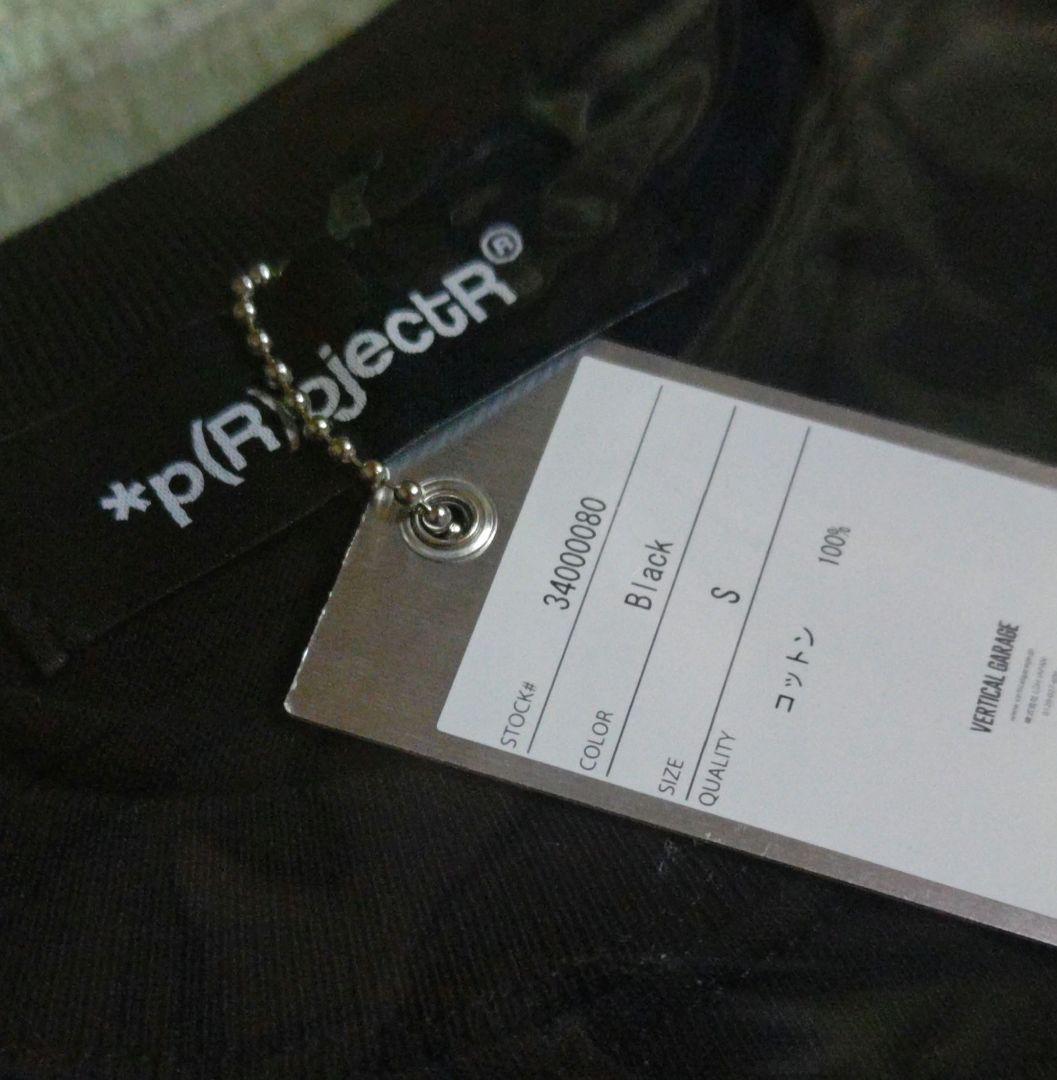 *p(R)ojectR®
STOCK# 34000080
COLOR Black
SIZE S
QUALITY
コットン 100%
VERTICAL GARAGE